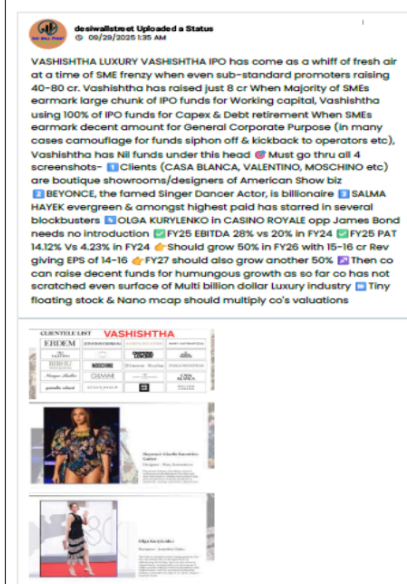 desiwallstreet Uploaded a Status
09/29/2025 1:35 AM
VASHISHTHA LUXURY VASHISHTHA IPO has come as a whiff of fresh air
at a time of SME frenzy when even sub-standard promoters raising
40-80 cr. Vashishtha has raised just 8 cr When Majority of SMEs
earmark large chunk of IPO funds for Working capital, Vashishtha
using 100% of IPO funds for Capex & Debt retirement When SMEs
earmark decent amount for General Corporate Purpose (in many
cases camouflage for funds siphon off & kickback to operators etc),
Vashishtha has Nil funds under this head 🎯 Must go thru all 4
screenshots- 1️⃣Clients (CASA BLANCA, VALENTINO, MOSCHINO etc)
are boutique showrooms/designers of American Show biz
2️⃣BEYONCE, the famed Singer Dancer Actor, is billionaire 3️⃣SALMA
HAYEK evergreen & amongst highest paid has starred in several
blockbusters 4️⃣OLGA KURYLENKO in CASINO ROYALE opp James Bond
needs no introduction ✅FY25 EBITDA 28% vs 20% in FY24 ✅FY25 PAT
14.12% Vs 4.23% in FY24 👉Should grow 50% in FY26 with 15-16 cr Rev
giving EPS of 14-16 👉FY27 should also grow another 50% ↗️Then co
can raise decent funds for humungous growth as so far co has not
scratched even surface of Multi billion dollar Luxury industry ➡️Tiny
floating stock & Nano mcap should multiply co's valuations
CLIENTELE LIST VASHISHTHA
ERDEM
MOSCHINO
Olga Kurylenko